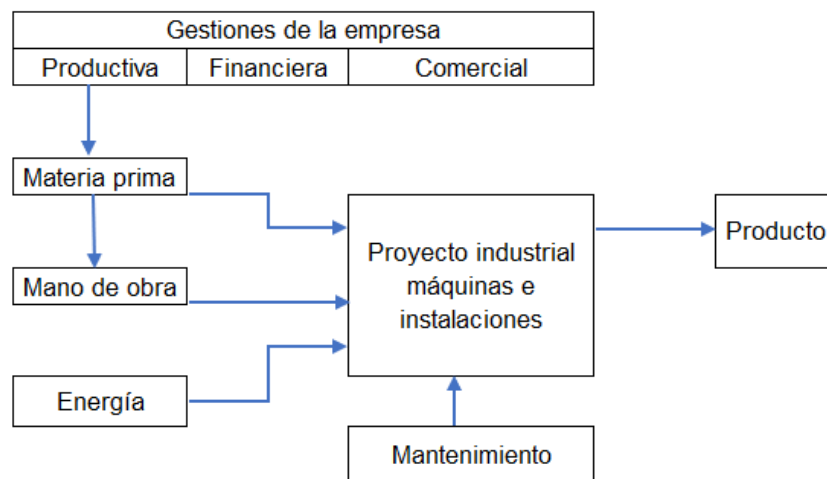 Gestiones de la empresa
Productiva Financiera Comercial
Materia prima
Mano de obra
Energía
Proyecto industrial
máquinas e
instalaciones
Producto
Mantenimiento